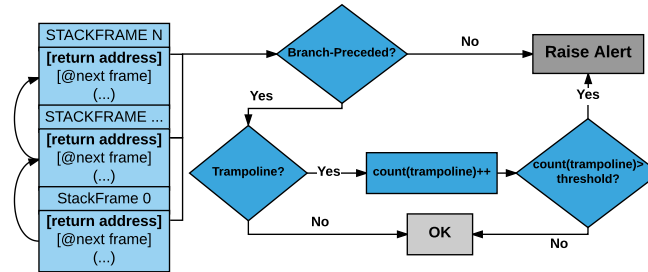 STACKFRAME N
[return address]
[@next frame]
(...)
STACKFRAME ...
[return address]
[@next frame]
(...)
StackFrame 0
[return address]
[@next frame]
(...)
Branch-Preceded?
No
Raise Alert
Yes
Yes
Trampoline?
Yes
count(trampoline)++
count(trampoline)>
threshold?
No
OK
No